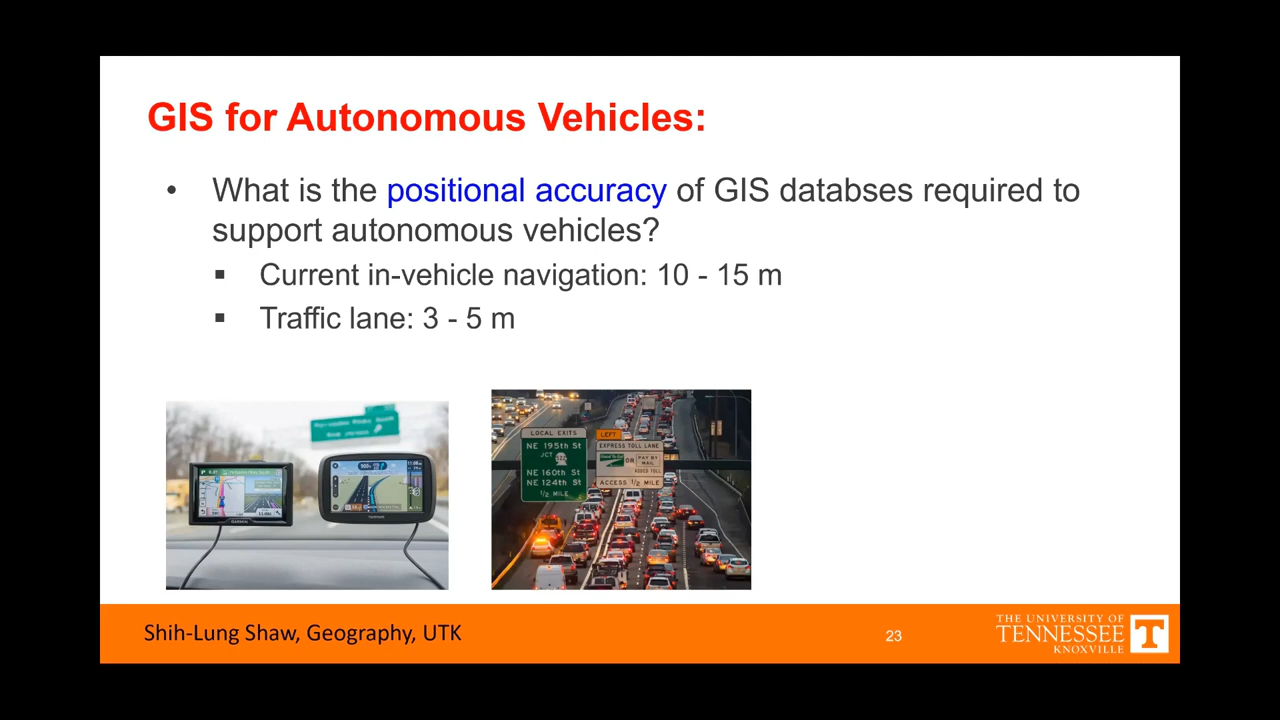 GIS for Autonomous Vehicles:
• What is the positional accuracy of GIS databses required to
support autonomous vehicles?
▪ Current in-vehicle navigation: 10 - 15 m
▪ Traffic lane: 3 - 5 m
GARMIN
LOCAL EXITS
NE 195th St
JCT 522
NE 160th St
NE 124th St
1/2 MILE
LEFT
EXPRESS TOLL LANE
OR PAY BY MAIL
ADDED TOLL
ACCESS 1/2 MILE
Shih-Lung Shaw, Geography, UTK
23
THE UNIVERSITY OF
TENNESSEE
KNOXVILLE
T